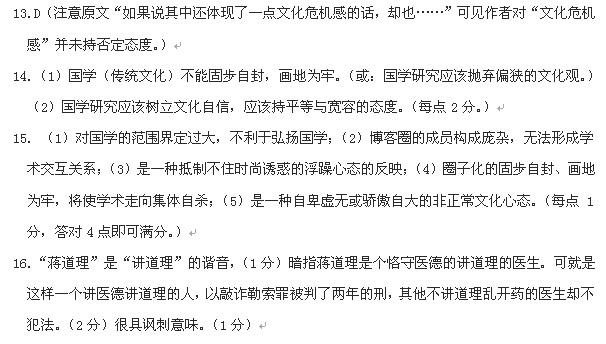 13.D（注意原文“如果说其中还体现了一点文化危机感的话，却也……”可见作者对“文化危机
感”并未持否定态度。）
14.（1）国学（传统文化）不能固步自封，画地为牢。（或：国学研究应该抛弃偏狭的文化观。）
（2）国学研究应该树立文化自信，应该持平等与宽容的态度。（每点 2 分。）
15. （1）对国学的范围界定过大，不利于弘扬国学；（2）博客圈的成员构成庞杂，无法形成学
术交互关系；（3）是一种抵制不住时尚诱惑的浮躁心态的反映；（4）圈子化的固步自封、画地
为牢，将使学术走向集体自杀；（5）是一种自卑虚无或骄傲自大的非正常文化心态。（每点 1
分，答对 4 点即可满分。）
16.“蒋道理”是“讲道理”的谐音，（1 分）暗指蒋道理是个恪守医德的讲道理的医生。可就是
这样一个讲医德讲道理的人，以敲诈勒索罪被判了两年的刑，其他不讲道理乱开药的医生却不
犯法。（2 分）很具讽刺意味。（1 分）